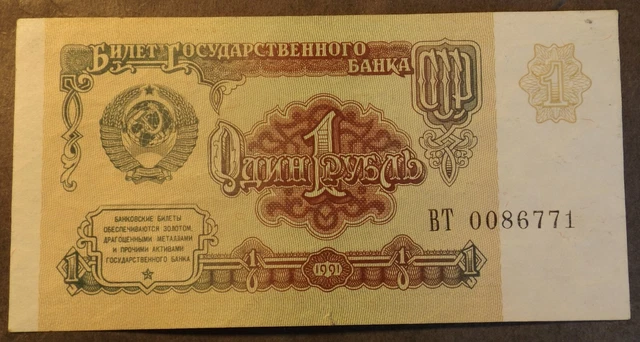 Билет Государственного
Банка
СССР
1
Один Рубль
1
ВТ 0086771
БАНКОВСКИЕ БИЛЕТЫ
ОБЕСПЕЧИВАЮТСЯ ЗОЛОТОМ,
ДРАГОЦЕННЫМИ МЕТАЛЛАМИ
И ПРОЧИМИ АКТИВАМИ
ГОСУДАРСТВЕННОГО БАНКА
1
1
1991
1
1